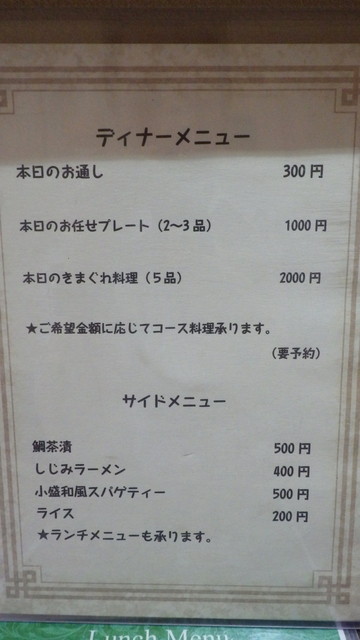 ディナーメニュー
本日のお通し 300円
本日のお任せプレート（2〜3品） 1000円
本日のきまぐれ料理（5品） 2000円
★ご希望金額に応じてコース料理承ります。
（要予約）
サイドメニュー
鯛茶漬 500円
しじみラーメン 400円
小盛和風スパゲティー 500円
ライス 200円
★ランチメニューも承ります。
Lunch Menu